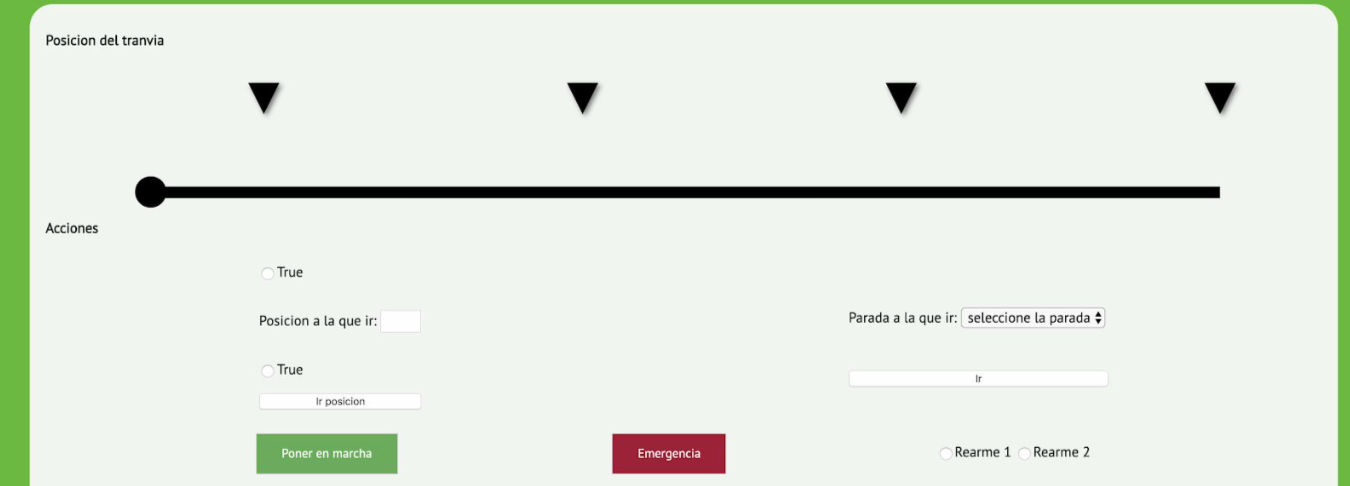 Posicion del tranvia
Acciones
True
Posicion a la que ir:
Parada a la que ir: seleccione la parada
True
Ir
Ir posicion
Poner en marcha
Emergencia
Rearme 1 Rearme 2